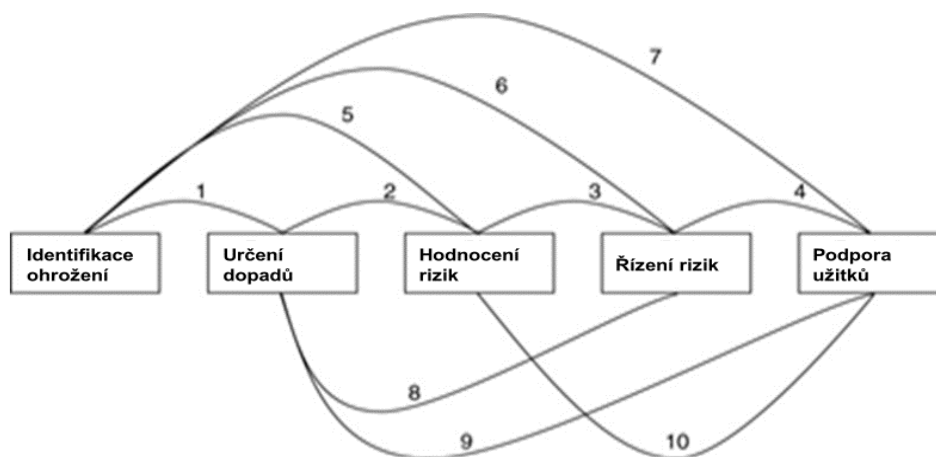 7
6
5
1
2
3
4
Identifikace
ohrožení
Určení
dopadů
Hodnocení
rizik
Řízení rizik
Podpora
užitků
8
9
10